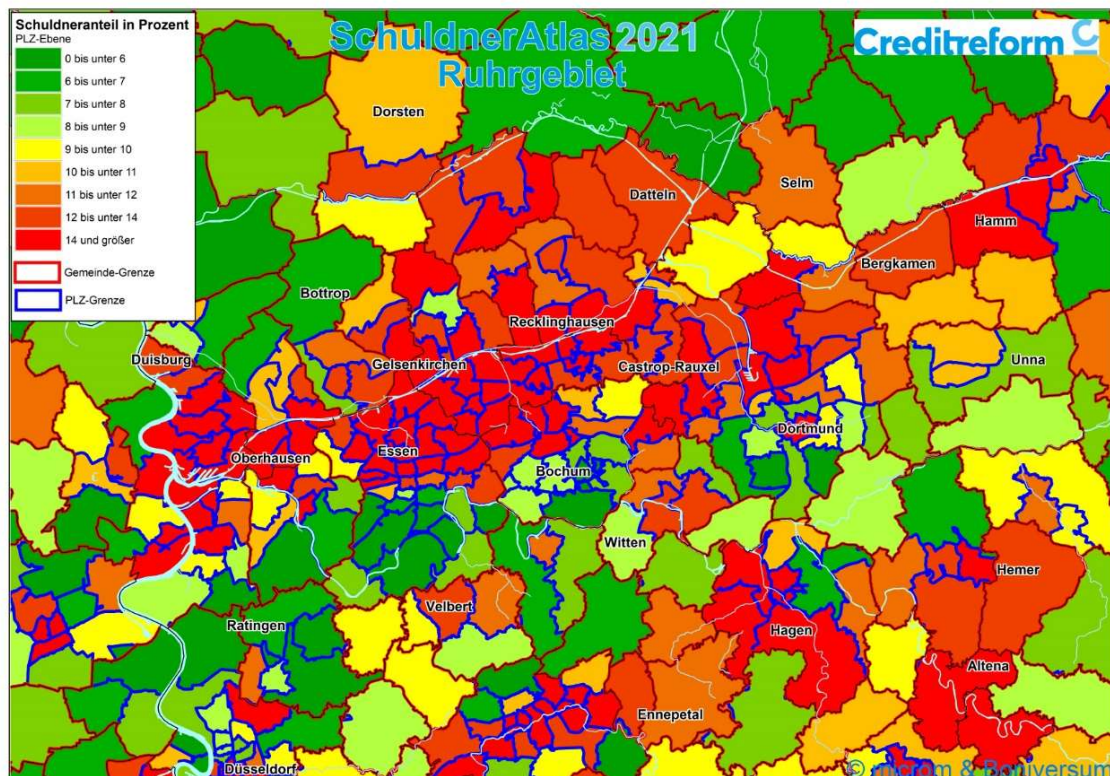 Schuldneranteil in Prozent
PLZ-Ebene
0 bis unter 6
6 bis unter 7
7 bis unter 8
8 bis unter 9
9 bis unter 10
10 bis unter 11
11 bis unter 12
12 bis unter 14
14 und größer
Gemeinde-Grenze
PLZ-Grenze
SchuldnerAtlas 2021
Ruhrgebiet
Creditreform C
Dorsten
Selm
Datteln
Hamm
Bergkamen
Bottrop
Recklinghausen
Duisburg
Gelsenkirchen
Castrop-Rauxel
Unna
Dortmund
Oberhausen
Essen
Bochum
Witten
Hemer
Velbert
Ratingen
Hagen
Altena
Ennepetal
Düsseldorf
© microm & Boniversum